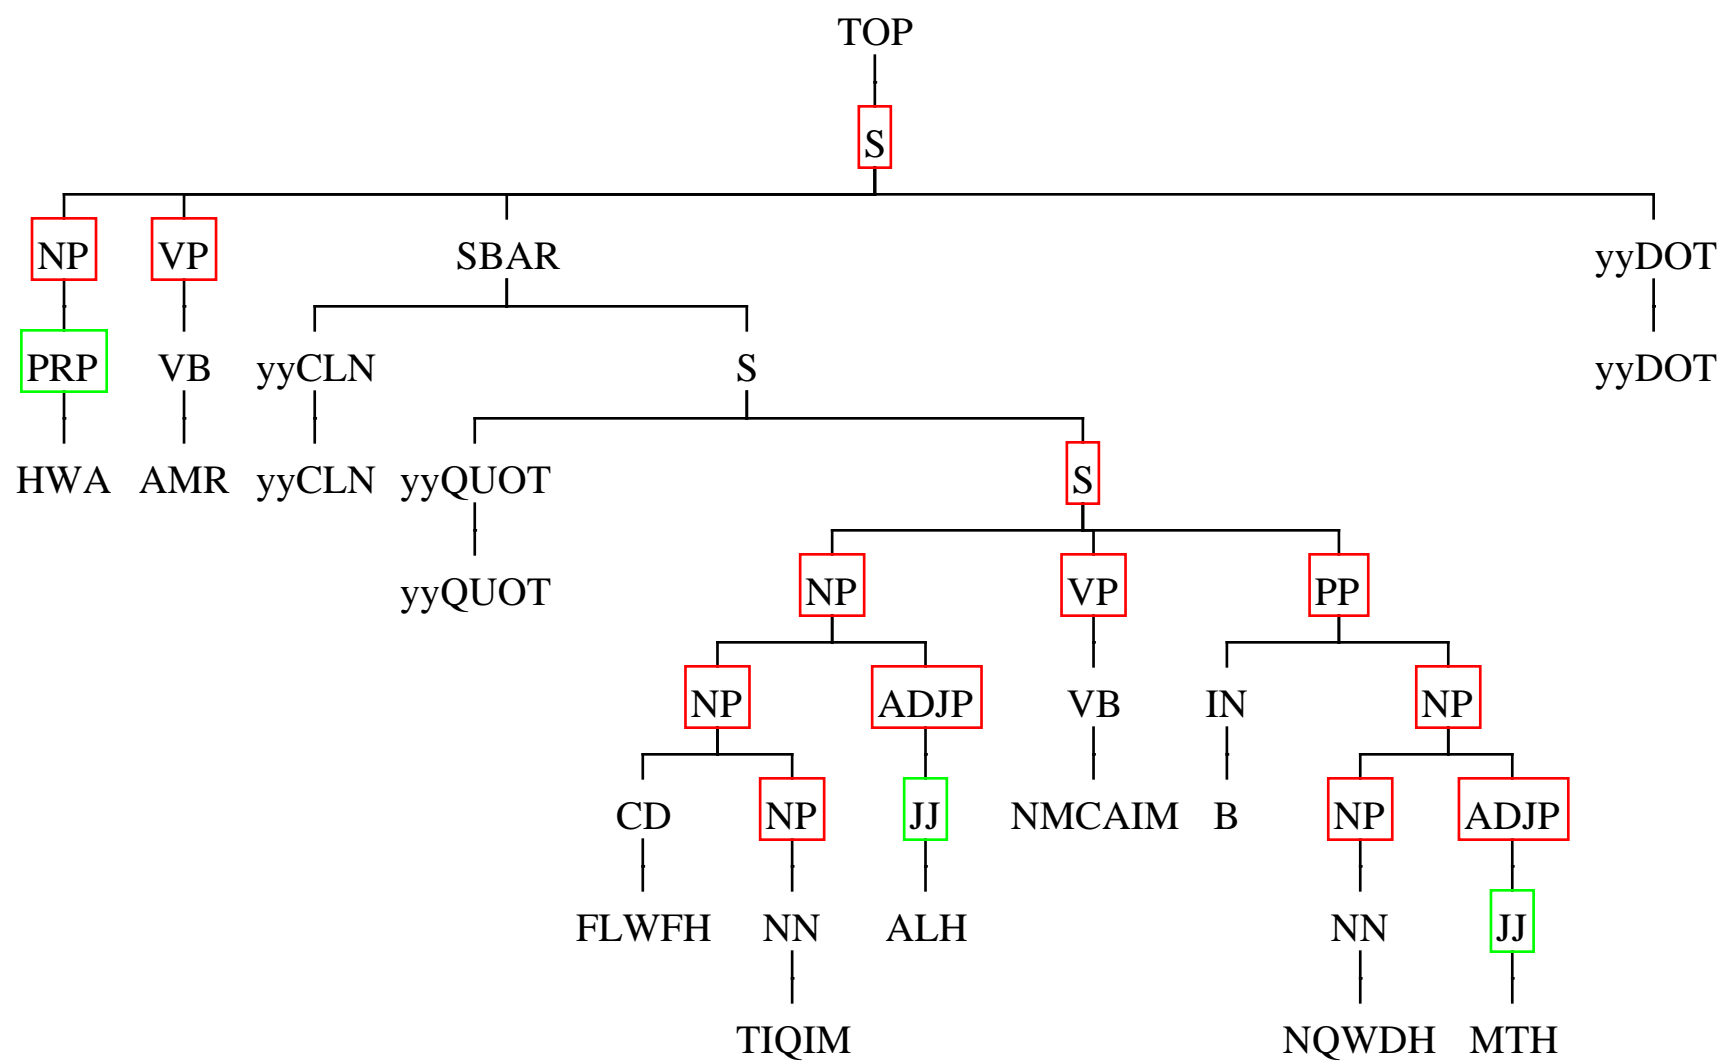 TOP
S
NP VP SBAR yyDOT
PRP VB yyCLN S yyDOT
HWA AMR yyCLN yyQUOT S
yyQUOT NP VP PP
NP ADJP VB IN NP
CD NP JJ NMCAIM B NP ADJP
FLWFH NN ALH NN JJ
TIQIM NQWDH MTH